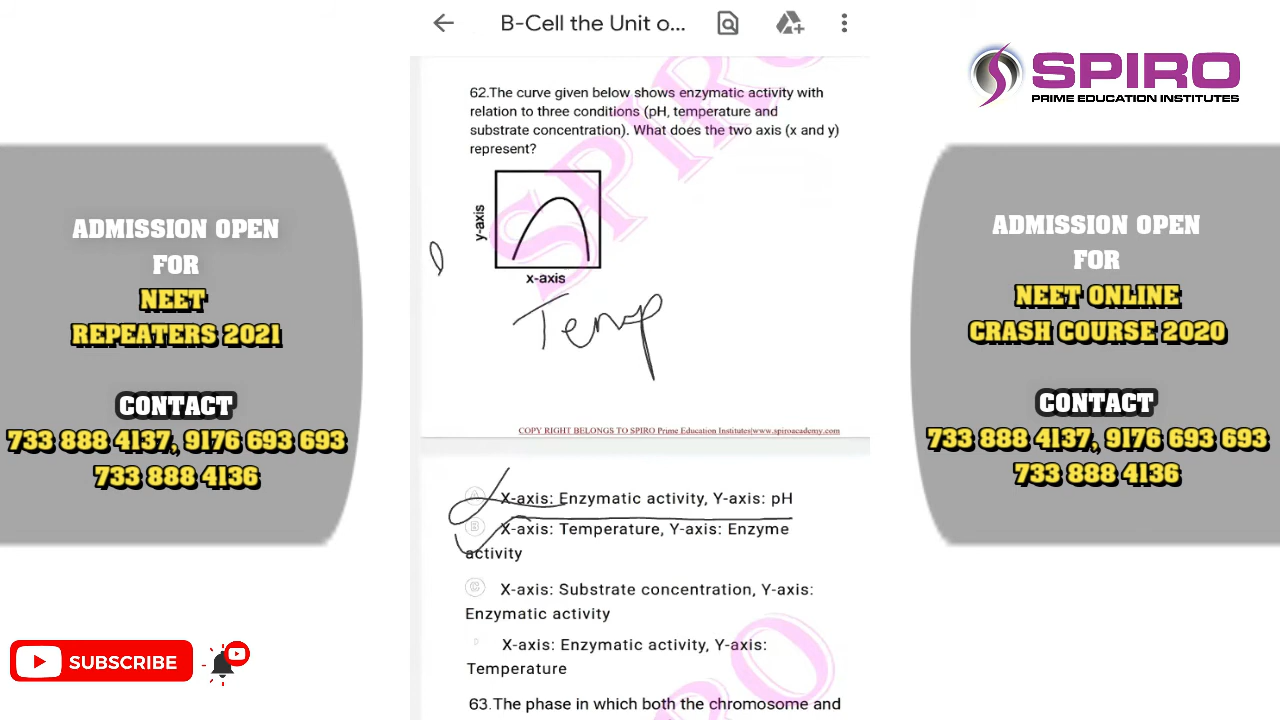 B-Cell the Unit o...
SPIRO
PRIME EDUCATION INSTITUTES
ADMISSION OPEN
FOR
NEET
REPEATERS 2021
CONTACT
733 888 4137, 9176 693 693
733 888 4136
SUBSCRIBE
62.The curve given below shows enzymatic activity with
relation to three conditions (pH, temperature and
substrate concentration). What does the two axis (x and y)
represent?
y-axis
x-axis
Temp
SPIRO
COPY RIGHT BELONGS TO SPIRO Prime Education Institutes|www.spiroacademy.com
A X-axis: Enzymatic activity, Y-axis: pH
B X-axis: Temperature, Y-axis: Enzyme
activity
C X-axis: Substrate concentration, Y-axis:
Enzymatic activity
D X-axis: Enzymatic activity, Y-axis:
Temperature
63.The phase in which both the chromosome and
ADMISSION OPEN
FOR
NEET ONLINE
CRASH COURSE 2020
CONTACT
733 888 4137, 9176 693 693
733 888 4136